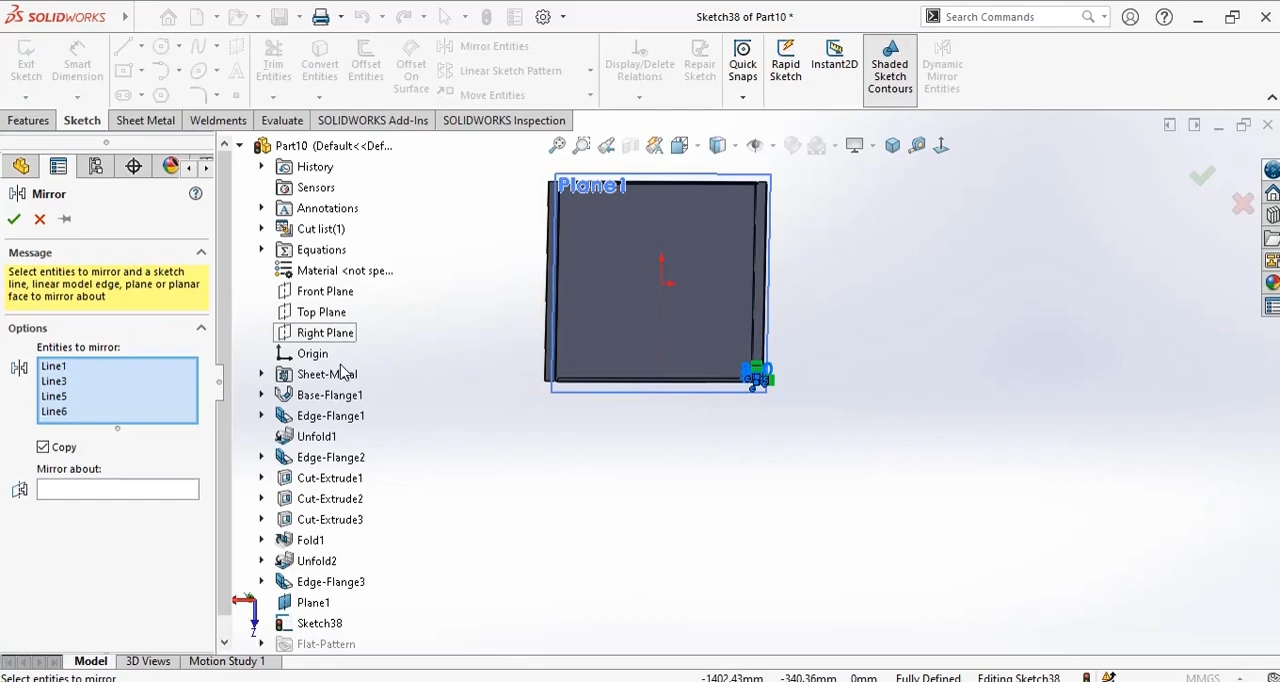 SOLIDWORKS
Sketch38 of Part10 *
Search Commands
Exit Sketch
Smart Dimension
Trim Entities
Convert Entities
Offset Entities
Offset On Surface
Mirror Entities
Linear Sketch Pattern
Move Entities
Display/Delete Relations
Repair Sketch
Quick Snaps
Rapid Sketch
Instant2D
Shaded Sketch Contours
Dynamic Mirror Entities
Features
Sketch
Sheet Metal
Weldments
Evaluate
SOLIDWORKS Add-Ins
SOLIDWORKS Inspection
Mirror
Message
Select entities to mirror and a sketch
line, linear model edge, plane or planar
face to mirror about
Options
Entities to mirror:
Line1
Line3
Line5
Line6
Copy
Mirror about:
Part10 (Default<<Def...
History
Sensors
Annotations
Cut list(1)
Equations
Material <not spe...
Front Plane
Top Plane
Right Plane
Origin
Sheet-Metal
Base-Flange1
Edge-Flange1
Unfold1
Edge-Flange2
Cut-Extrude1
Cut-Extrude2
Cut-Extrude3
Fold1
Unfold2
Edge-Flange3
Plane1
Sketch38
Flat-Pattern
Plane1
Z
Model
3D Views
Motion Study 1
Select entities to mirror
-1402.43mm
-340.36mm
0mm
Fully Defined
Editing Sketch38
MMGS